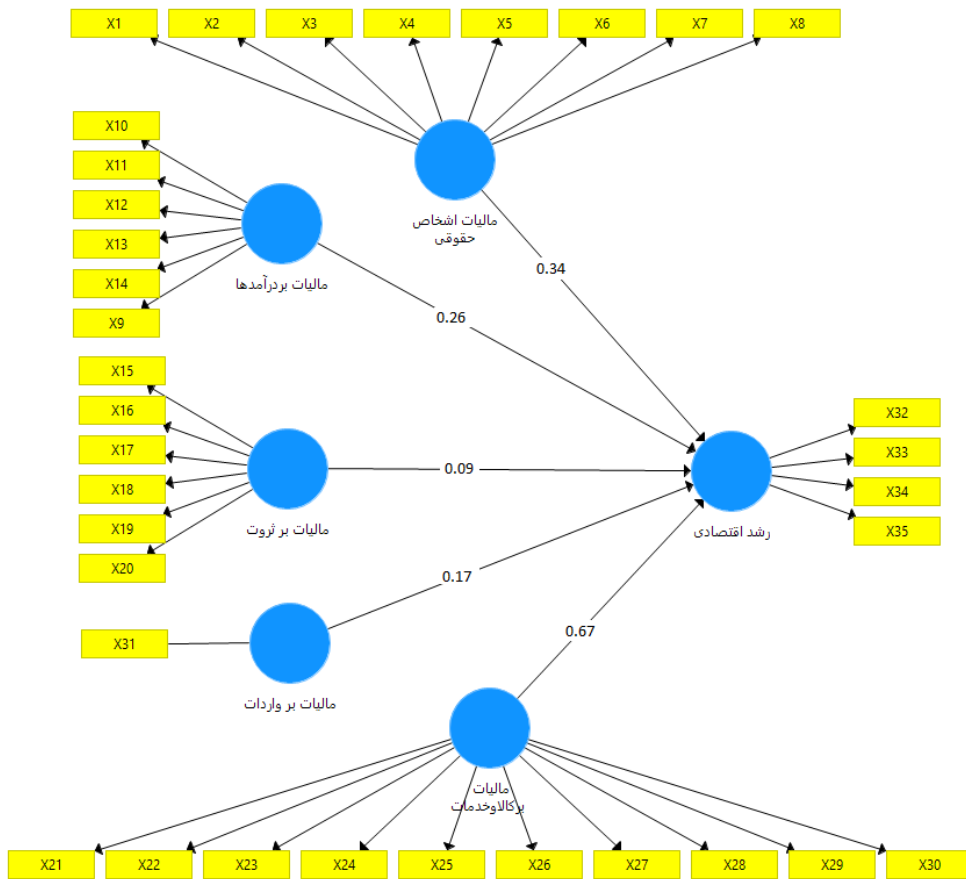 X1
X2
X3
X4
X5
X6
X7
X8
X10
X11
X12
X13
X14
X9
مالیات اشخاص
حقوقی
مالیات بردرآمدها
0.34
0.26
X15
X16
X17
X18
X19
X20
مالیات بر ثروت
0.09
X32
X33
X34
X35
رشد اقتصادی
0.17
X31
مالیات بر واردات
0.67
مالیات
برکالاوخدمات
X21
X22
X23
X24
X25
X26
X27
X28
X29
X30